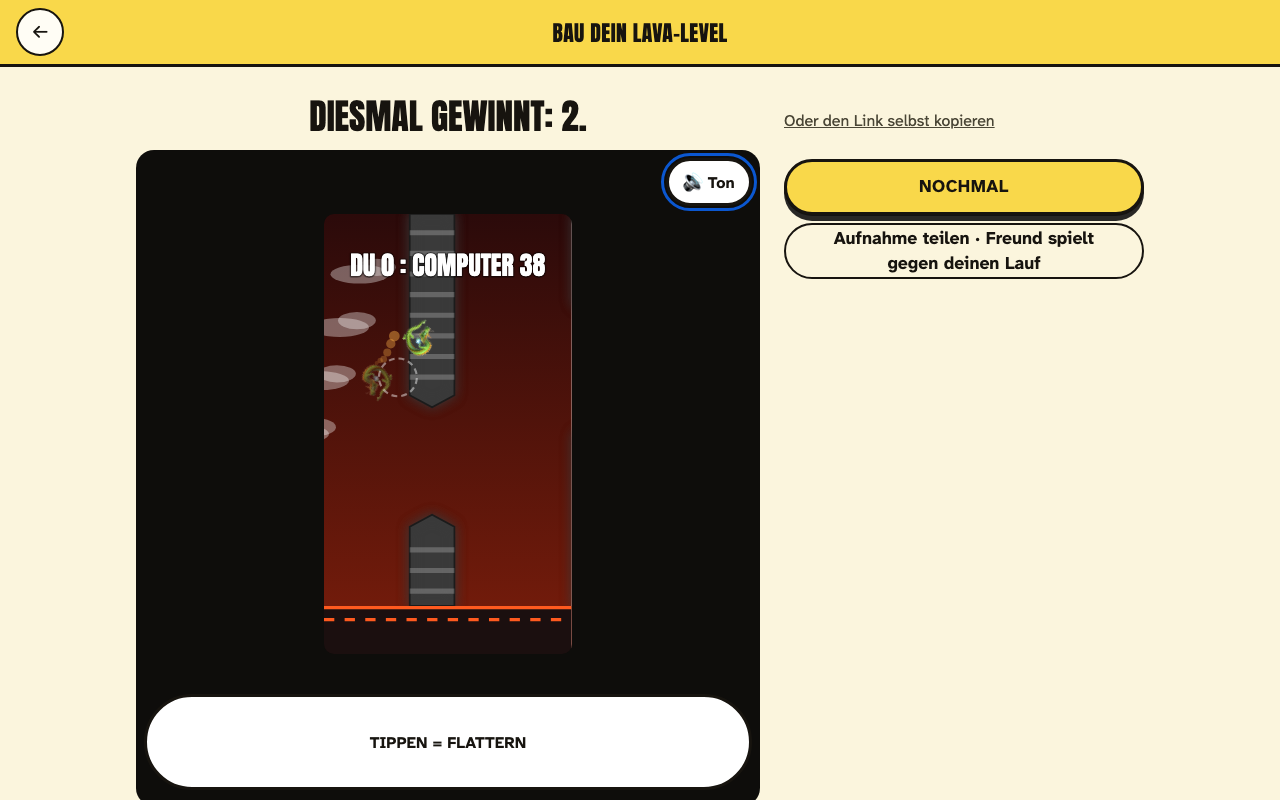 BAU DEIN LAVA-LEVEL
DIESMAL GEWINNT: 2.
Ton
DU 0 : COMPUTER 38
TIPPEN = FLATTERN
Oder den Link selbst kopieren
NOCHMAL
Aufnahme teilen · Freund spielt
gegen deinen Lauf